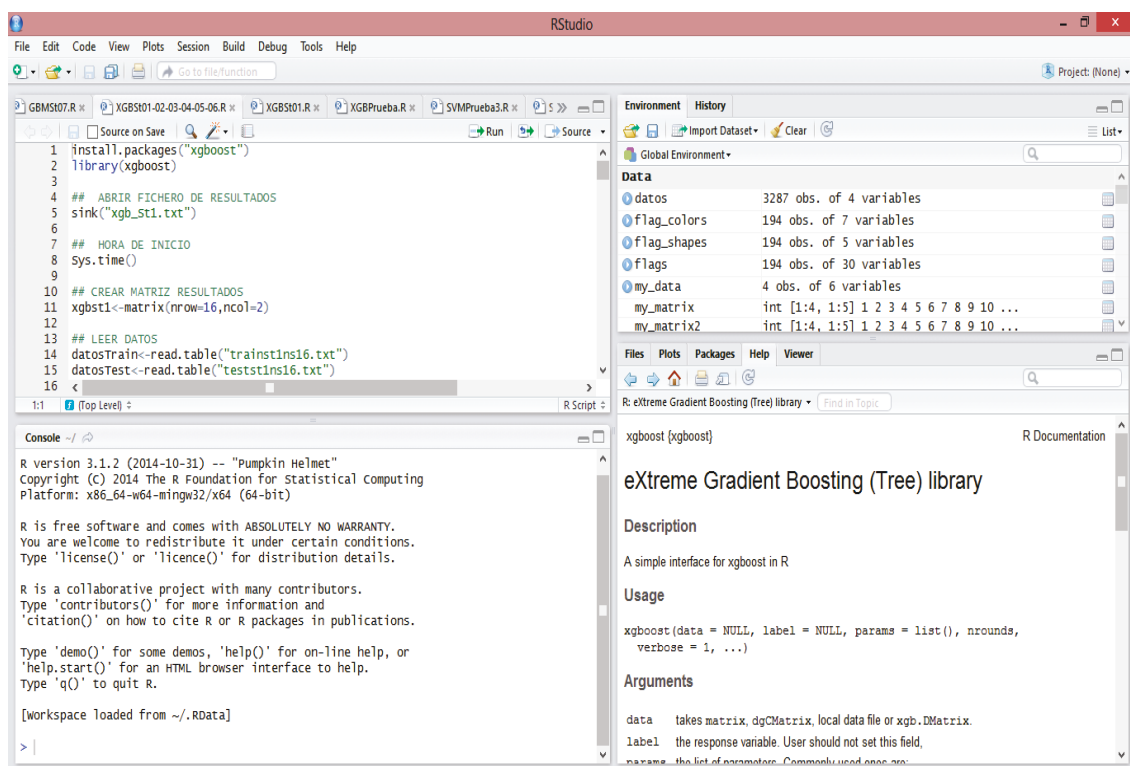 RStudio
File Edit Code View Plots Session Build Debug Tools Help
Go to file/function
Project: (None)
GBMSt07.R
XGBSt01-02-03-04-05-06.R
XGBSt01.R
XGBPrueba.R
SVMPrueba3.R
Source on Save
Run
Source
1 install.packages("xgboost")
2 library(xgboost)
3
4 ## ABRIR FICHERO DE RESULTADOS
5 sink("xgb_St1.txt")
6
7 ## HORA DE INICIO
8 Sys.time()
9
10 ## CREAR MATRIZ RESULTADOS
11 xgbst1<-matrix(nrow=16,ncol=2)
12
13 ## LEER DATOS
14 datosTrain<-read.table("trainst1ns16.txt")
15 datosTest<-read.table("testst1ns16.txt")
16
1:1 (Top Level) R Script
Console ~/
R version 3.1.2 (2014-10-31) -- "Pumpkin Helmet"
Copyright (C) 2014 The R Foundation for Statistical Computing
Platform: x86_64-w64-mingw32/x64 (64-bit)
R is free software and comes with ABSOLUTELY NO WARRANTY.
You are welcome to redistribute it under certain conditions.
Type 'license()' or 'licence()' for distribution details.
R is a collaborative project with many contributors.
Type 'contributors()' for more information and
'citation()' on how to cite R or R packages in publications.
Type 'demo()' for some demos, 'help()' for on-line help, or
'help.start()' for an HTML browser interface to help.
Type 'q()' to quit R.
[Workspace loaded from ~/.RData]
>
Environment History
Import Dataset Clear List
Global Environment
Data
datos 3287 obs. of 4 variables
flag_colors 194 obs. of 7 variables
flag_shapes 194 obs. of 5 variables
flags 194 obs. of 30 variables
my_data 4 obs. of 6 variables
my_matrix int [1:4, 1:5] 1 2 3 4 5 6 7 8 9 10 ...
my_matrix2 int [1:4, 1:5] 1 2 3 4 5 6 7 8 9 10 ...
Files Plots Packages Help Viewer
R: eXtreme Gradient Boosting (Tree) library Find in Topic
xgboost {xgboost} R Documentation
eXtreme Gradient Boosting (Tree) library
Description
A simple interface for xgboost in R
Usage
xgboost(data = NULL, label = NULL, params = list(), nrounds,
verbose = 1, ...)
Arguments
data takes matrix, dgCMatrix, local data file or xgb.DMatrix.
label the response variable. User should not set this field,
params the list of parameters. Commonly used ones are: